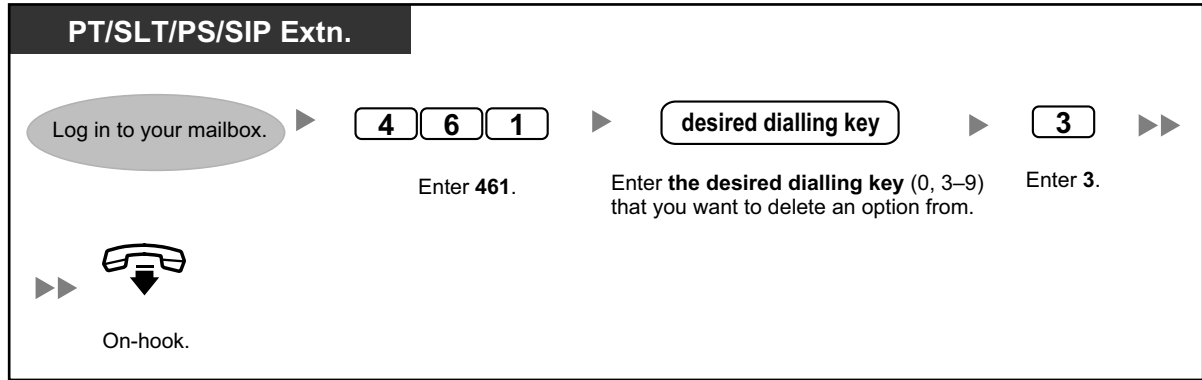 PT/SLT/PS/SIP Extn.
Log in to your mailbox.
4 6 1
desired dialling key
3
Enter 461.
Enter the desired dialling key (0, 3–9)
that you want to delete an option from.
Enter 3.
On-hook.